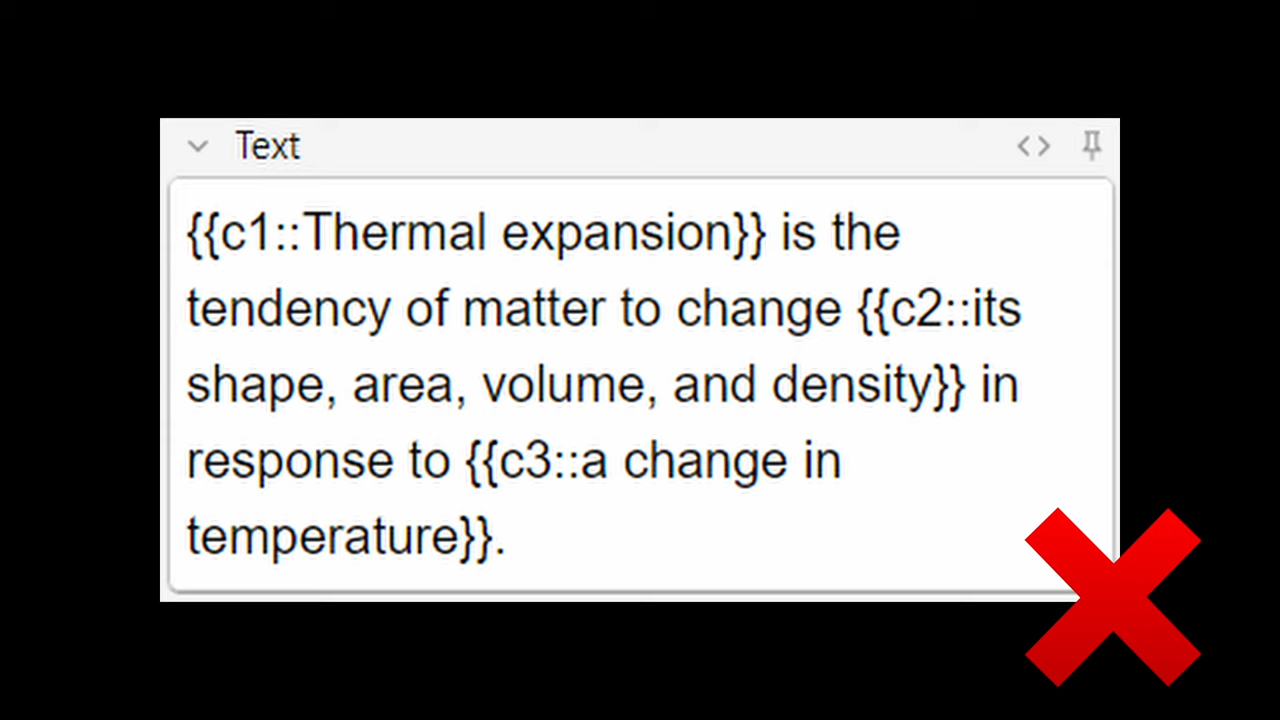 Text
{{c1::Thermal expansion}} is the
tendency of matter to change {{c2::its
shape, area, volume, and density}} in
response to {{c3::a change in
temperature}}.